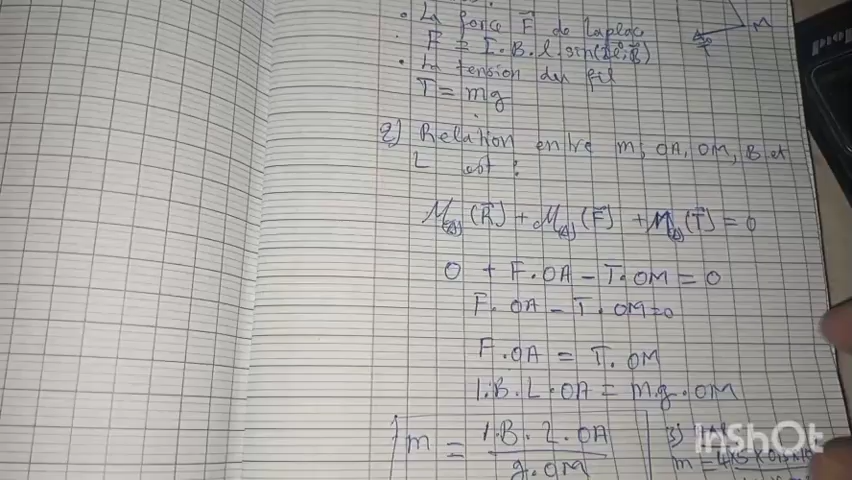 M
• La force F⃗ de Laplace
F = I.B.l.sin(
• La tension du fil
T = mg
2) Relation entre m, OA, OM, B et
L est :
M(Δ)(R⃗) + M(Δ)(F⃗) + M(Δ)(T⃗) = 0
0 + F.OA - T.OM = 0
F.OA - T.OM = 0
F.OA = T.OM
I.B.L.OA = m.g.OM
m = I.B.L.OA / g.OM
3)
m =
InShOt